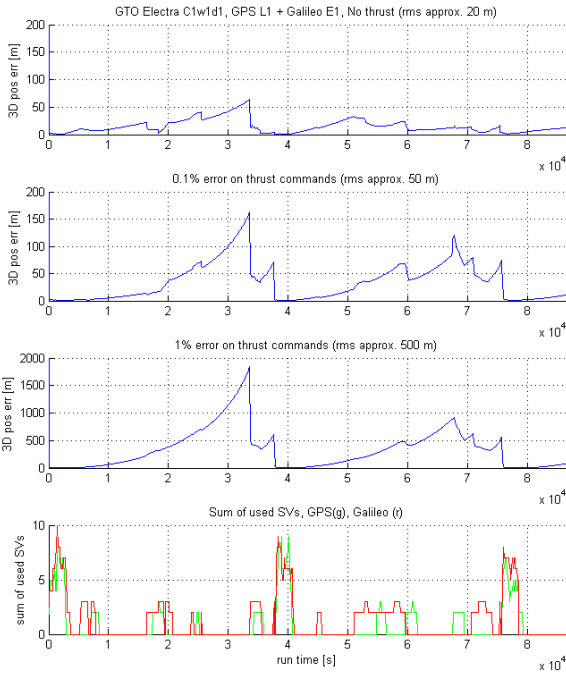 GTO Electra C1w1d1, GPS L1 + Galileo E1, No thrust (rms approx. 20 m)
200
150
100
50
0
3D pos err [m]
0 1 2 3 4 5 6 7 8
x 10^4
0.1% error on thrust commands (rms approx. 50 m)
200
150
100
50
0
3D pos err [m]
0 1 2 3 4 5 6 7 8
x 10^4
1% error on thrust commands (rms approx. 500 m)
2000
1500
1000
500
0
3D pos err [m]
0 1 2 3 4 5 6 7 8
x 10^4
Sum of used SVs, GPS(g), Galileo (r)
10
5
0
sum of used SVs
0 1 2 3 4 5 6 7 8
run time [s]
x 10^4